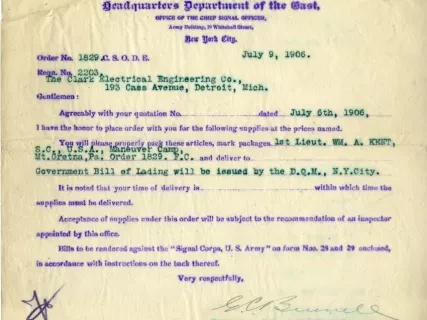 Headquarters Department of the East,
OFFICE OF THE CHIEF SIGNAL OFFICER,
Army Building, 39 Whitehall Street,
New York City.
July 9, 1906.
Order No. 1829 C. S. O. D. E.
Requ. No. 2203,
The Clark Electrical Engineering Co.,
193 Cass Avenue, Detroit, Mich.
Gentlemen:
Agreeably with your quotation No. dated July 6th, 1906,
I have the honor to place order with you for the following supplies at the prices named.
You will please properly pack these articles, mark packages 1st Lieut. WM. A.
S.C., U.S.A., Maneuver Camp,
Mt. Gretna, Pa. Order 1829. P.C. and deliver to
Government Bill of Lading will be issued by the D.Q.M., N.Y.City.
It is noted that your time of delivery is within which time the
supplies must be delivered.
Acceptance of supplies under this order will be subject to the recommendation of an inspector
appointed by this office.
Bills to be rendered against the "Signal Corps, U. S. Army" on form Nos. 28 and 29 enclosed,
in accordance with instructions on the back thereof.
Very respectfully,